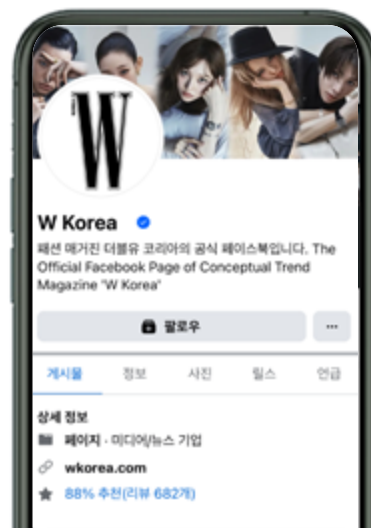 W
W Korea
패션 매거진 더블유 코리아의 공식 페이스북입니다. The
Official Facebook Page of Conceptual Trend
Magazine "W Korea"
팔로우
게시물 정보 사진 릴스 언급
상세 정보
페이지 · 미디어/뉴스 기업
wkorea.com
88% 추천(리뷰 682개)